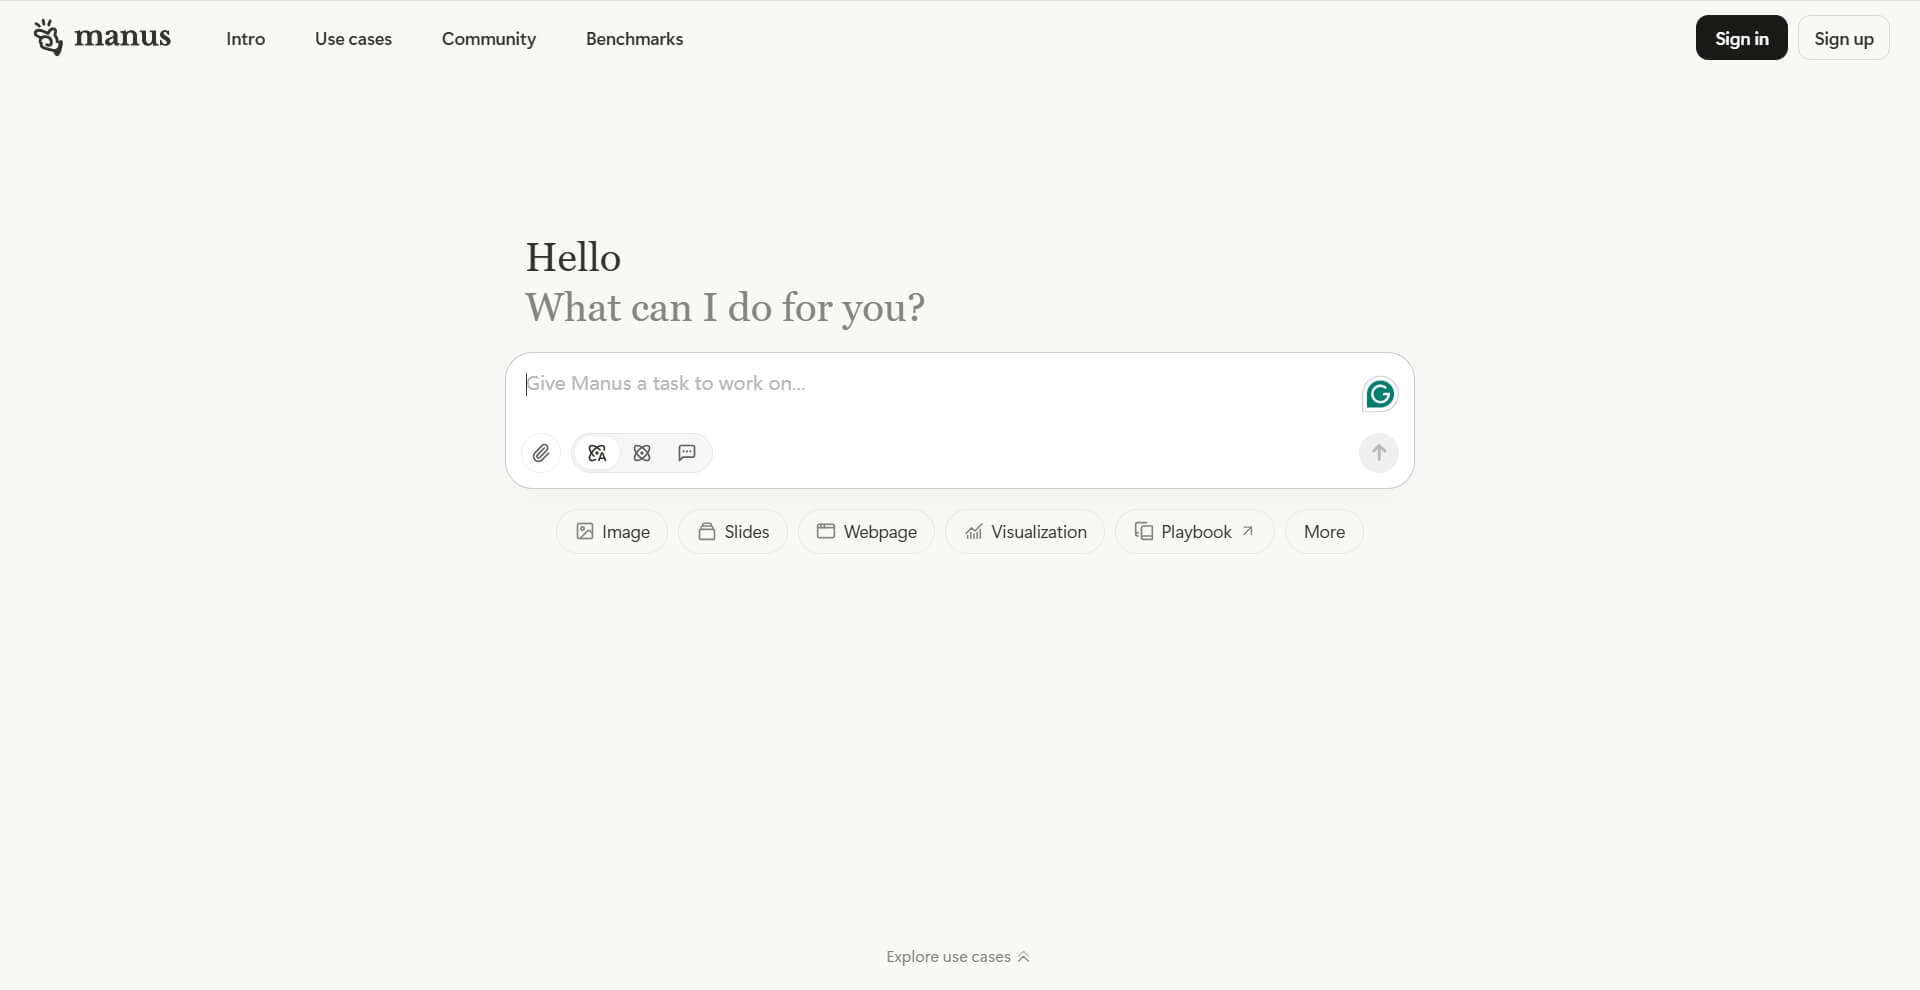 manus
Intro
Use cases
Community
Benchmarks
Sign in
Sign up
Hello
What can I do for you?
Give Manus a task to work on...
Image
Slides
Webpage
Visualization
Playbook
More
Explore use cases